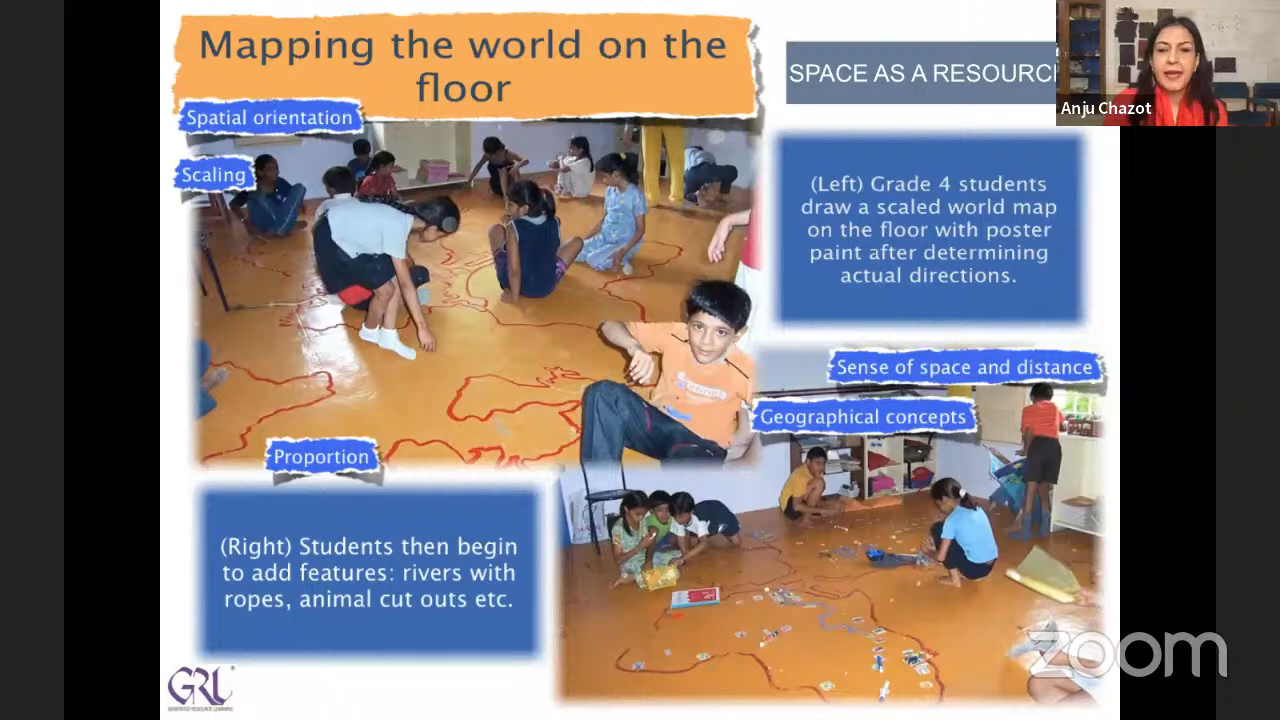 Mapping the world on the
floor
SPACE AS A RESOURC
Anju Chazot
Spatial orientation
Scaling
(Left) Grade 4 students
draw a scaled world map
on the floor with poster
paint after determining
actual directions.
Sense of space and distance
Geographical concepts
Proportion
(Right) Students then begin
to add features: rivers with
ropes, animal cut outs etc.
GRL
zoom